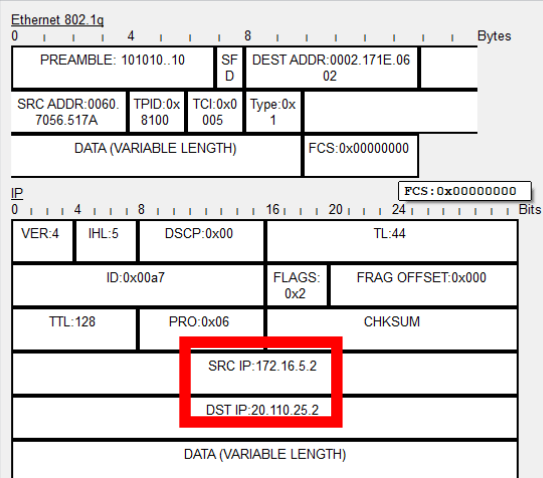 Ethernet 802.1q
0 4 8 Bytes
PREAMBLE: 101010..10 SF DEST ADDR:0002.171E.06
D 02
SRC ADDR:0060. TPID:0x TCI:0x0 Type:0x
7056.517A 8100 005 1
DATA (VARIABLE LENGTH) FCS:0x00000000
FCS:0x00000000
IP
0 4 8 16 20 24 Bits
VER:4 IHL:5 DSCP:0x00 TL:44
ID:0x00a7 FLAGS: FRAG OFFSET:0x000
0x2
TTL:128 PRO:0x06 CHKSUM
SRC IP:172.16.5.2
DST IP:20.110.25.2
DATA (VARIABLE LENGTH)